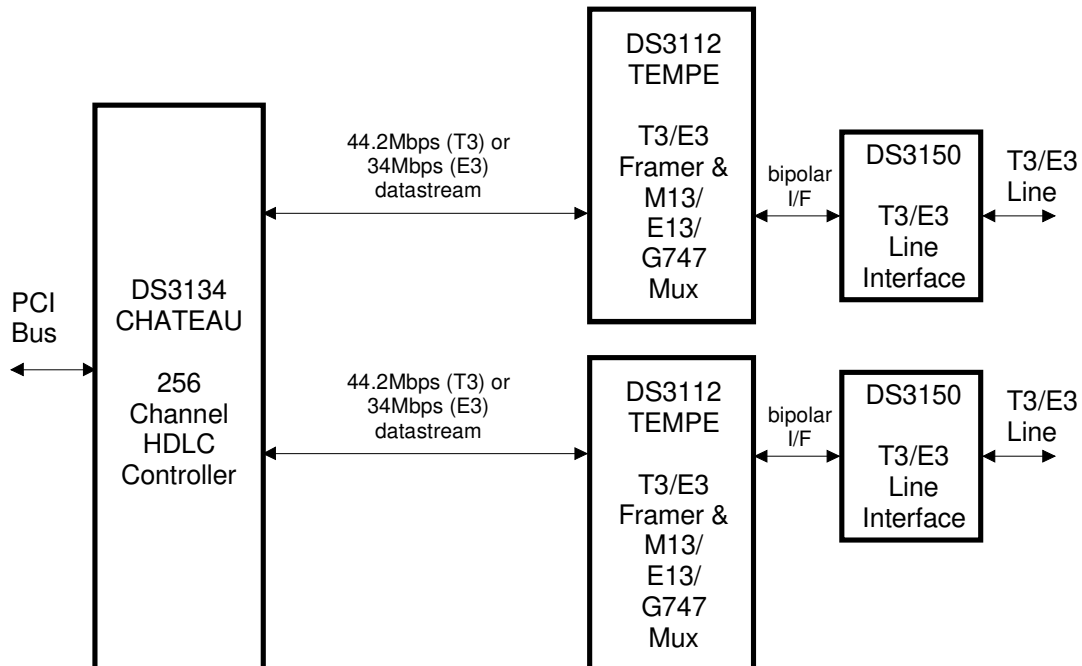 PCI
Bus
DS3134
CHATEAU
256
Channel
HDLC
Controller
44.2Mbps (T3) or
34Mbps (E3)
datastream
DS3112
TEMPE
T3/E3
Framer &
M13/
E13/
G747
Mux
bipolar
I/F
DS3150
T3/E3
Line
Interface
T3/E3
Line
44.2Mbps (T3) or
34Mbps (E3)
datastream
DS3112
TEMPE
T3/E3
Framer &
M13/
E13/
G747
Mux
bipolar
I/F
DS3150
T3/E3
Line
Interface
T3/E3
Line